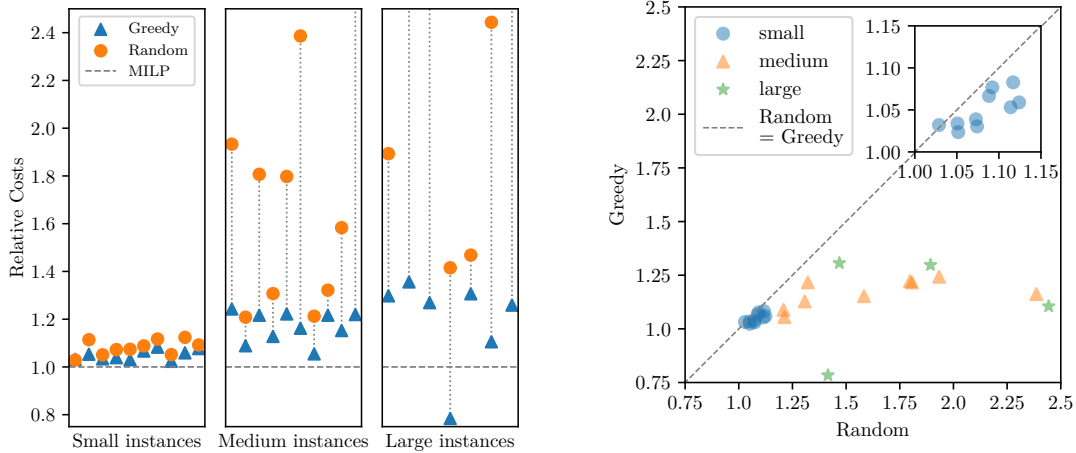 2.4
2.2
2.0
1.8
1.6
1.4
1.2
1.0
0.8
Relative Costs
Greedy
Random
MILP
Small instances
Medium instances
Large instances
2.5
2.25
2.0
1.75
1.5
1.25
1.0
0.75
Greedy
small
medium
large
Random
= Greedy
1.15
1.10
1.05
1.00
1.00
1.05
1.10
1.15
0.75
1.0
1.25
1.5
1.75
2.0
2.25
2.5
Random